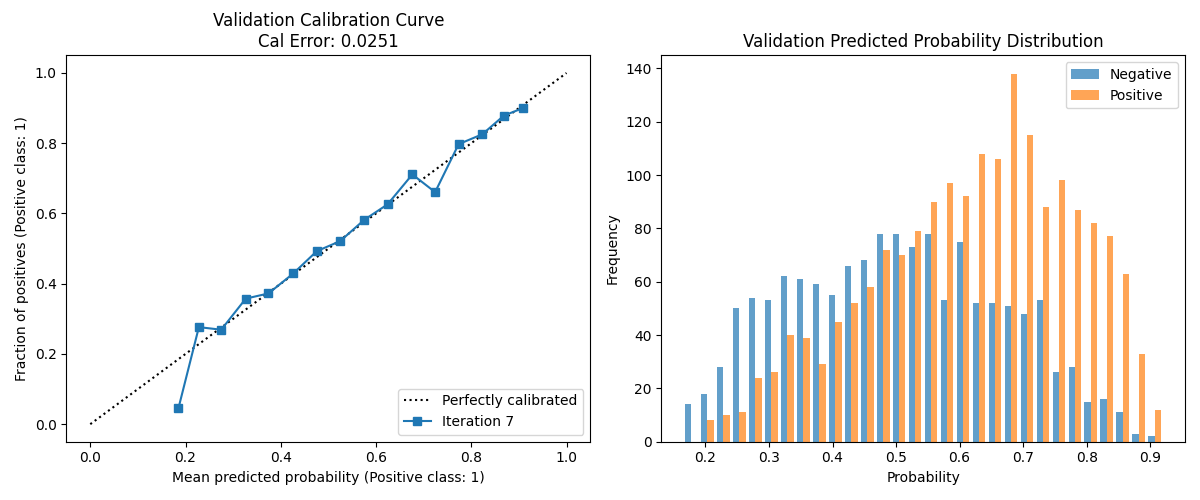 Validation Calibration Curve
Cal Error: 0.0251
Fraction of positives (Positive class: 1)
1.0
0.8
0.6
0.4
0.2
0.0
Perfectly calibrated
Iteration 7
0.0 0.2 0.4 0.6 0.8 1.0
Mean predicted probability (Positive class: 1)
Validation Predicted Probability Distribution
Frequency
140
120
100
80
60
40
20
0
Negative
Positive
0.2 0.3 0.4 0.5 0.6 0.7 0.8 0.9
Probability